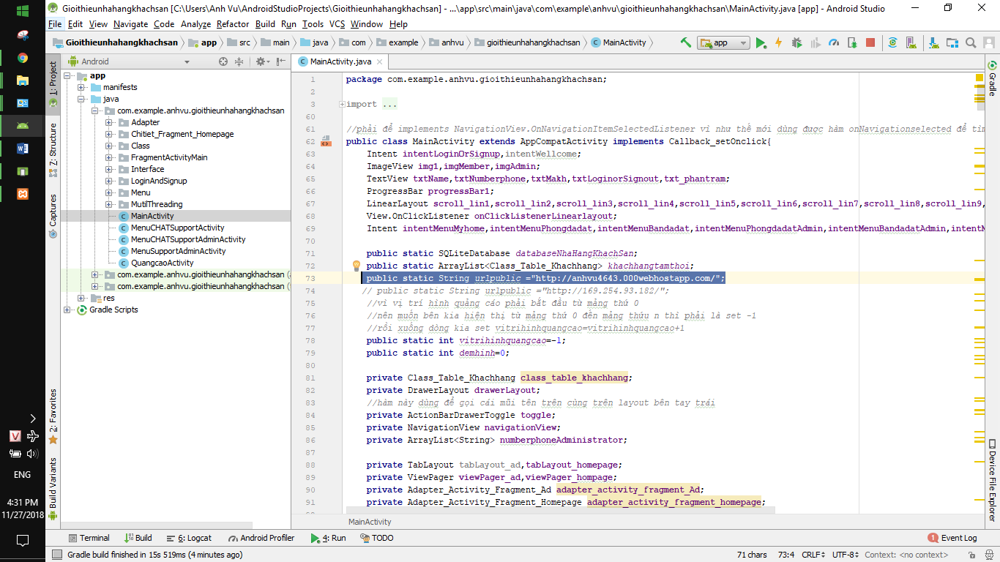 Gioithieunhahangkhachsan [C:\Users\Anh Vu\AndroidStudioProjects\Gioithieunhahangkhachsan] - ...\app\src\main\java\com\example\anhvu\gioithieunhahangkhachsan\MainActivity.java [app] - Android Studio
File Edit View Navigate Code Analyze Refactor Build Run Tools VCS Window Help
Gioithieunhahangkhachsan app src main java com example anhvu gioithieunhahangkhachsan MainActivity app
1: Project
Z: Structure
Captures
2: Favorites
Build Variants
Android
app
manifests
java
com.example.anhvu.gioithieunhahangkhachsan
Adapter
Chitiet_Fragment_Homepage
Class
FragmentActivityMain
Interface
LoginAndSignup
Menu
MutilThreading
MainActivity
MenuCHATSupportActivity
MenuCHATSupportAdminActivity
MenuSupportAdminActivity
QuangcaoActivity
com.example.anhvu.gioithieunhahangkhachsan
com.example.anhvu.gioithieunhahangkhachsan
res
Gradle Scripts
MainActivity.java
1 package com.example.anhvu.gioithieunhahangkhachsan;
2
3 import ...
60
61 //phải để implements NavigationView.OnNavigationItemSelectedListener vì như thế mới dùng được hàm onNavigationselected để
62 public class MainActivity extends AppCompatActivity implements Callback_setOnclick{
63 Intent intentLoginOrSignup,intentWellcome;
64 ImageView img1,imgMember,imgAdmin;
65 TextView txtName,txtNumberphone,txtMakh,txtLoginorSignout,txt_phantram;
66 ProgressBar progressBar1;
67 LinearLayout scroll_lin1,scroll_lin2,scroll_lin3,scroll_lin4,scroll_lin5,scroll_lin6,scroll_lin7,scroll_lin8,scroll_lin9,
68 View.OnClickListener onClickListenerLinearlayout;
69 Intent intentMenuMyhome,intentMenuPhongdadat,intentMenuBandadat,intentMenuPhongdadatAdmin,intentMenuBandadatAdmin,intentM
70
71 public static SQLiteDatabase databaseNhaHangKhachSan;
72 public static ArrayList<Class_Table_Khachhang> khachhangtamthoi;
73 public static String urlpublic ="http://anhvu4643.000webhostapp.com/";
74 // public static String urlpublic ="http://169.254.93.182/";
75 //vì vị trí hình quảng cáo phải bắt đầu từ mảng thứ 0
76 //nên muốn bên kia hiện thị từ mảng thứ 0 đến mảng thứu n thì phải là set -1
77 //rồi xuống dòng kia set vitrihinhquangcao=vitrihinhquangcao+1
78 public static int vitrihinhquangcao=-1;
79 public static int demhinh=0;
80
81 private Class_Table_Khachhang class_table_khachhang;
82 private DrawerLayout drawerLayout;
83 //hàm này dùng để gọi cái mũi tên trên cùng trên layout bên tay trái
84 private ActionBarDrawerToggle toggle;
85 private NavigationView navigationView;
86 private ArrayList<String> numberphoneAdministrator;
87
88 private TabLayout tabLayout_ad,tabLayout_homepage;
89 private ViewPager viewPager_ad,viewPager_hompage;
90 private Adapter_Activity_Fragment_Ad adapter_activity_fragment_Ad;
91 private Adapter_Activity_Fragment_Homepage adapter_activity_fragment_homepage;
MainActivity
Gradle
Device File Explorer
Terminal Build 6: Logcat Android Profiler 4: Run TODO 1 Event Log
Gradle build finished in 15s 519ms (4 minutes ago) 71 chars 73:4 CRLF UTF-8 Context: <no context>
ENG
4:31 PM
11/27/2018